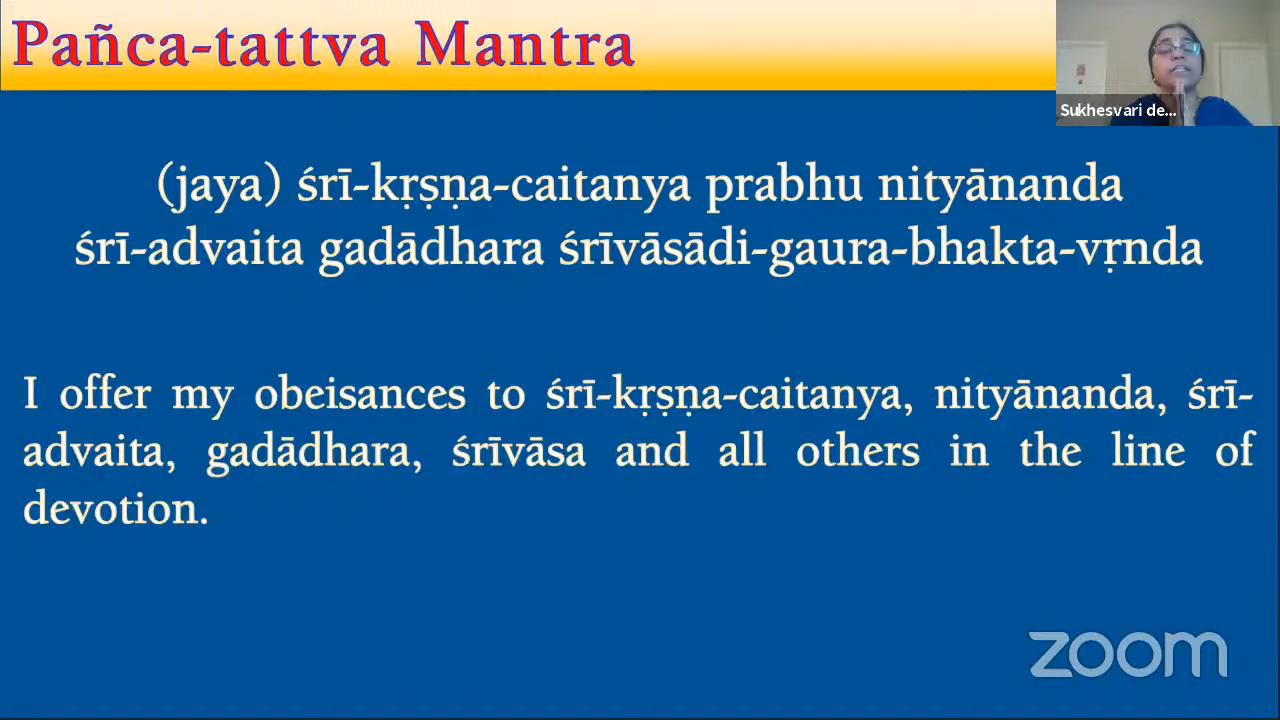 Pañca-tattva Mantra
Sukhesvari de...
(jaya) śrī-kṛṣṇa-caitanya prabhu nityānanda
śrī-advaita gadādhara śrīvāsādi-gaura-bhakta-vṛnda
I offer my obeisances to śrī-kṛṣṇa-caitanya, nityānanda, śrī-
advaita, gadādhara, śrīvāsa and all others in the line of
devotion.
zoom